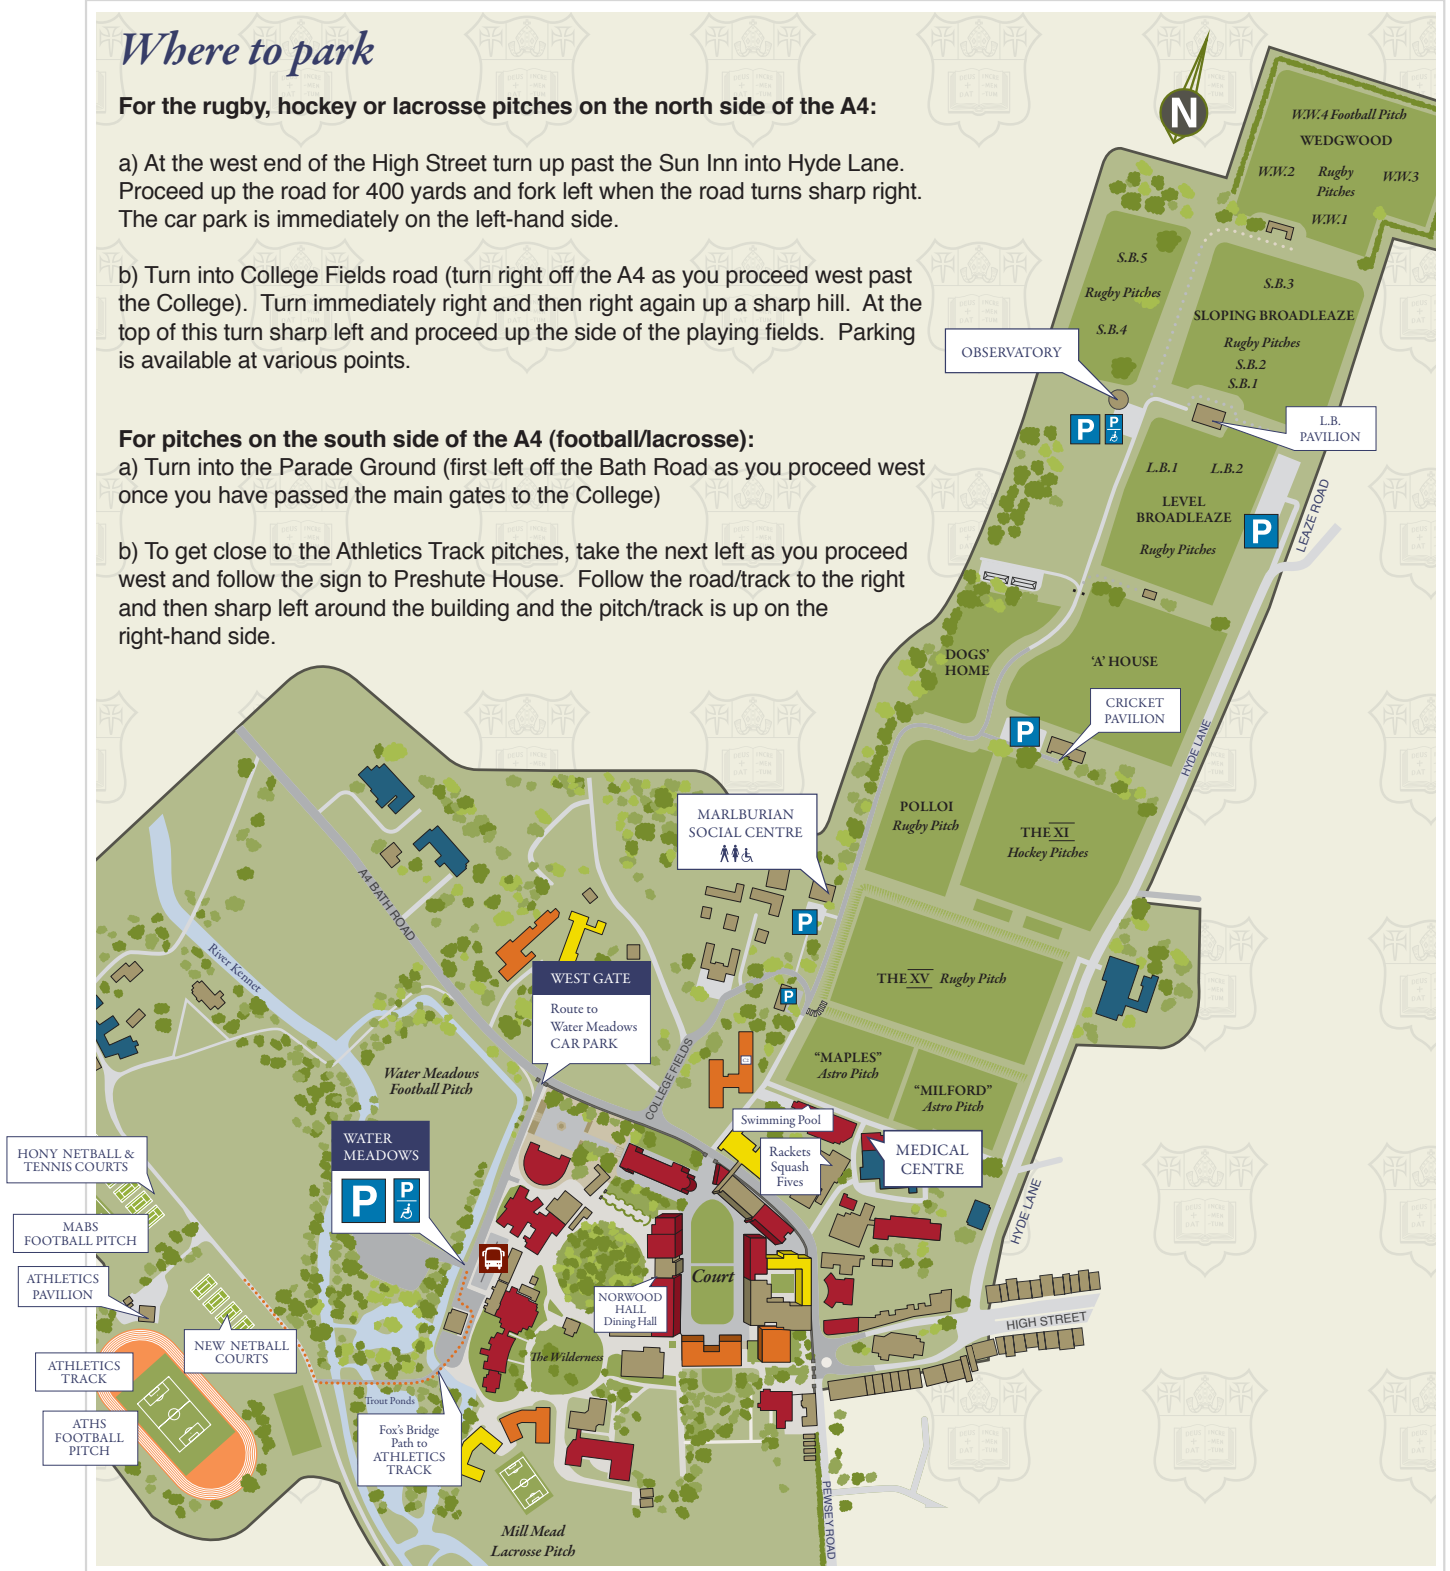 Where to park
For the rugby, hockey or lacrosse pitches on the north side of the A4:
a) At the west end of the High Street turn up past the Sun Inn into Hyde Lane.
Proceed up the road for 400 yards and fork left when the road turns sharp right.
The car park is immediately on the left-hand side.
b) Turn into College Fields road (turn right off the A4 as you proceed west past
the College).  Turn immediately right and then right again up a sharp hill.  At the
top of this turn sharp left and proceed up the side of the playing fields.  Parking
is available at various points.
For pitches on the south side of the A4 (football/lacrosse):
a) Turn into the Parade Ground (first left off the Bath Road as you proceed west
once you have passed the main gates to the College)
b) To get close to the Athletics Track pitches, take the next left as you proceed
west and follow the sign to Preshute House.  Follow the road/track to the right
and then sharp left around the building and the pitch/track is up on the
right-hand side.
N
W.W.4 Football Pitch
WEDGWOOD
W.W.2
Rugby
Pitches
W.W.3
W.W.1
S.B.5
Rugby Pitches
S.B.4
S.B.3
SLOPING BROADLEAZE
Rugby Pitches
S.B.2
S.B.1
OBSERVATORY
P
P
L.B.
PAVILION
L.B.1
L.B.2
LEVEL
BROADLEAZE
Rugby Pitches
P
LEAZE ROAD
DOGS'
HOME
'A' HOUSE
CRICKET
PAVILION
P
HYDE LANE
POLLOI
Rugby Pitch
THE XI
Hockey Pitches
MARLBURIAN
SOCIAL CENTRE
P
A4 BATH ROAD
River Kennet
THE XV Rugby Pitch
WEST GATE
Route to
Water Meadows
CAR PARK
P
COLLEGE FIELDS
"MAPLES"
Astro Pitch
"MILFORD"
Astro Pitch
Water Meadows
Football Pitch
Swimming Pool
Rackets
Squash
Fives
MEDICAL
CENTRE
HYDE LANE
WATER
MEADOWS
P
P
HONY NETBALL &
TENNIS COURTS
MABS
FOOTBALL PITCH
ATHLETICS
PAVILION
NEW NETBALL
COURTS
ATHLETICS
TRACK
ATHS
FOOTBALL
PITCH
NORWOOD
HALL
Dining Hall
Court
HIGH STREET
The Wilderness
Trout Ponds
Fox's Bridge
Path to
ATHLETICS
TRACK
PEWSEY ROAD
Mill Mead
Lacrosse Pitch